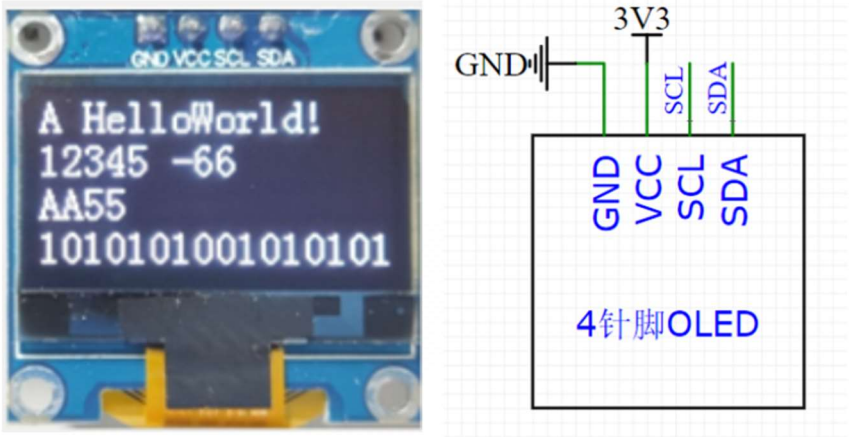 GND VCC SCL SDA
A HelloWorld!
12345 -66
AA55
1010101001010101
3V3
GND
SCL
SDA
GND
VCC
SCL
SDA
4针脚OLED